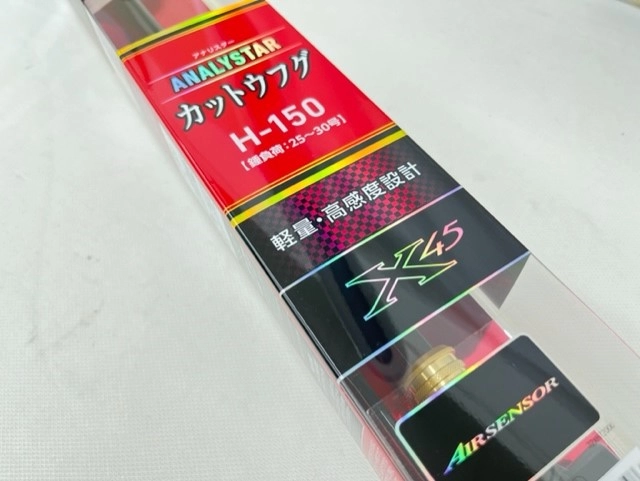 アナリスター
ANALYSTAR
カットウフグ
H-150
[錘負荷:25～30号]
軽量・高感度設計
X45
AIRSENSOR